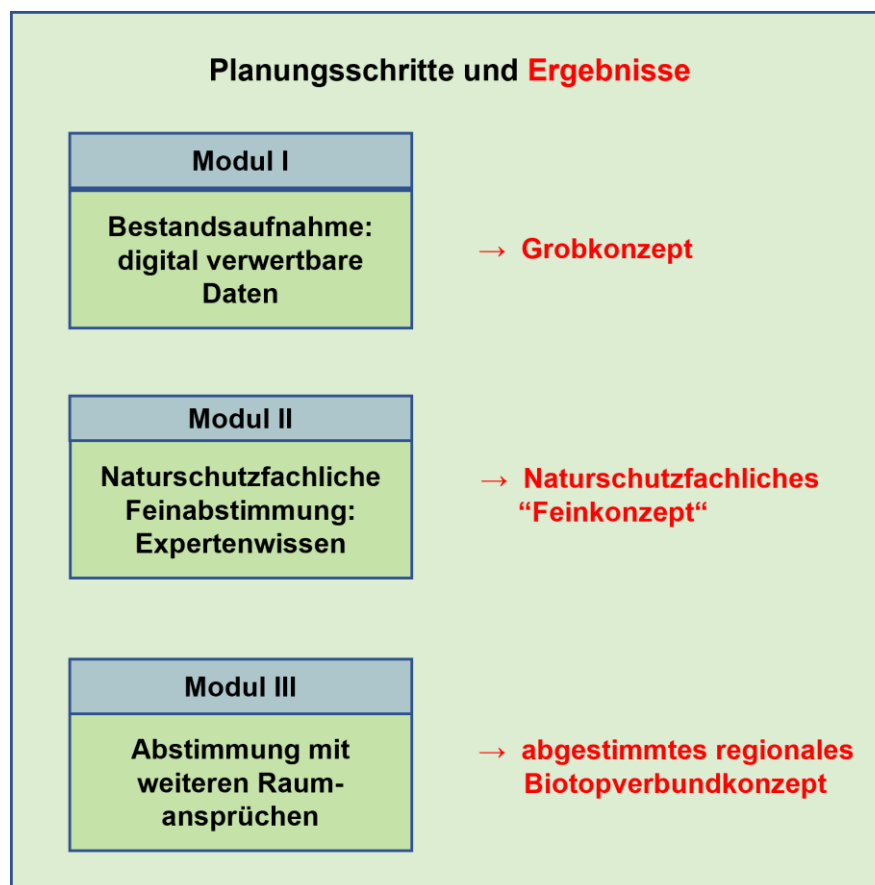 Planungsschritte und Ergebnisse
Modul I
Bestandsaufnahme:
digital verwertbare
Daten
→ Grobkonzept
Modul II
Naturschutzfachliche
Feinabstimmung:
Expertenwissen
→ Naturschutzfachliches
“Feinkonzept“
Modul III
Abstimmung mit
weiteren Raum-
ansprüchen
→ abgestimmtes regionales
Biotopverbundkonzept